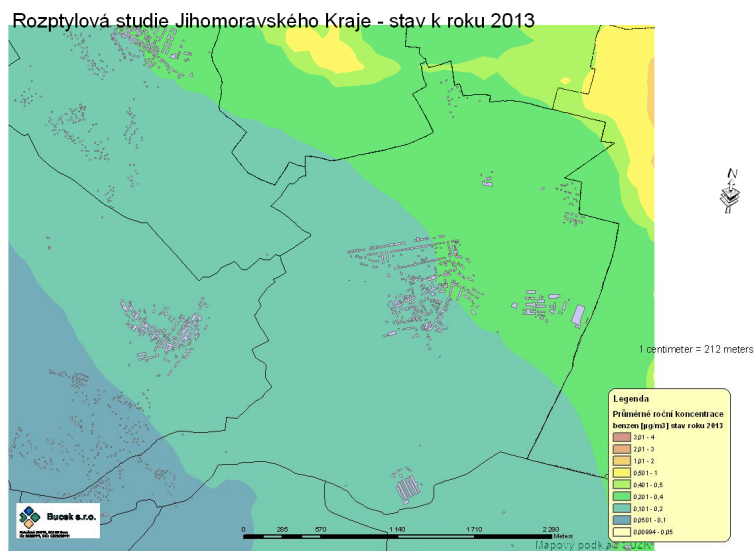 Rozptylová studie Jihomoravského Kraje - stav k roku 2013
N
1 centimeter = 212 meters
Legenda
Průměrné roční koncentrace
benzen [µg/m3] stav roku 2013
3,01 - 4
2,01 - 3
1,01 - 2
0,501 - 1
0,401 - 0,5
0,201 - 0,4
0,101 - 0,2
0,0501 - 0,1
0,00994 - 0,05
Bucek s.r.o.
0 285 570 1 140 1 710 2 280
Meters
Mapový podklad